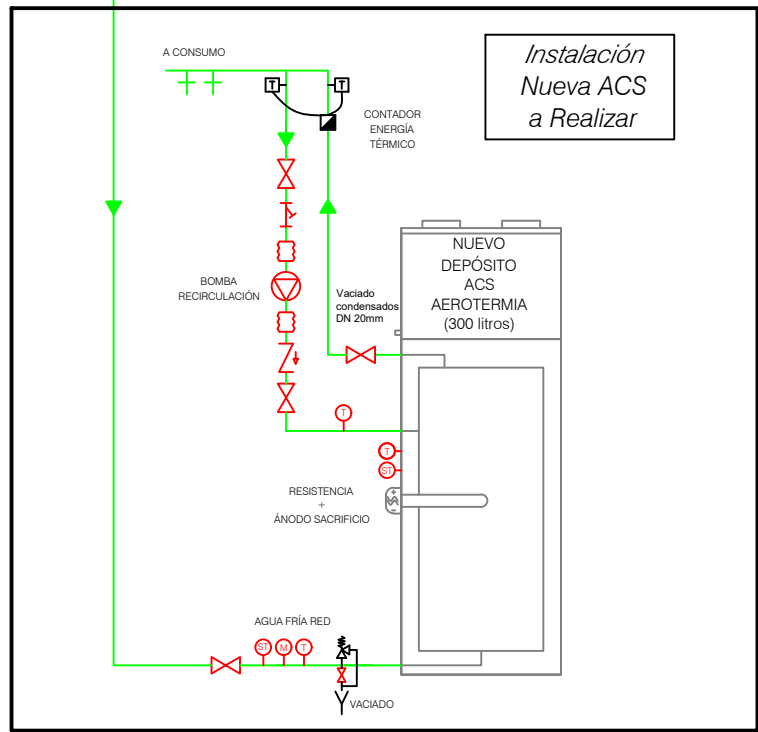 A CONSUMO
Instalación
Nueva ACS
a Realizar
T
T
CONTADOR
ENERGÍA
TÉRMICO
NUEVO
DEPÓSITO
ACS
AEROTERMIA
(300 litros)
BOMBA
RECIRCULACIÓN
Vaciado
condensados
DN 20mm
T
T
ST
RESISTENCIA
+
ÁNODO SACRIFICIO
+
-
AGUA FRÍA RED
ST
M
T
VACIADO